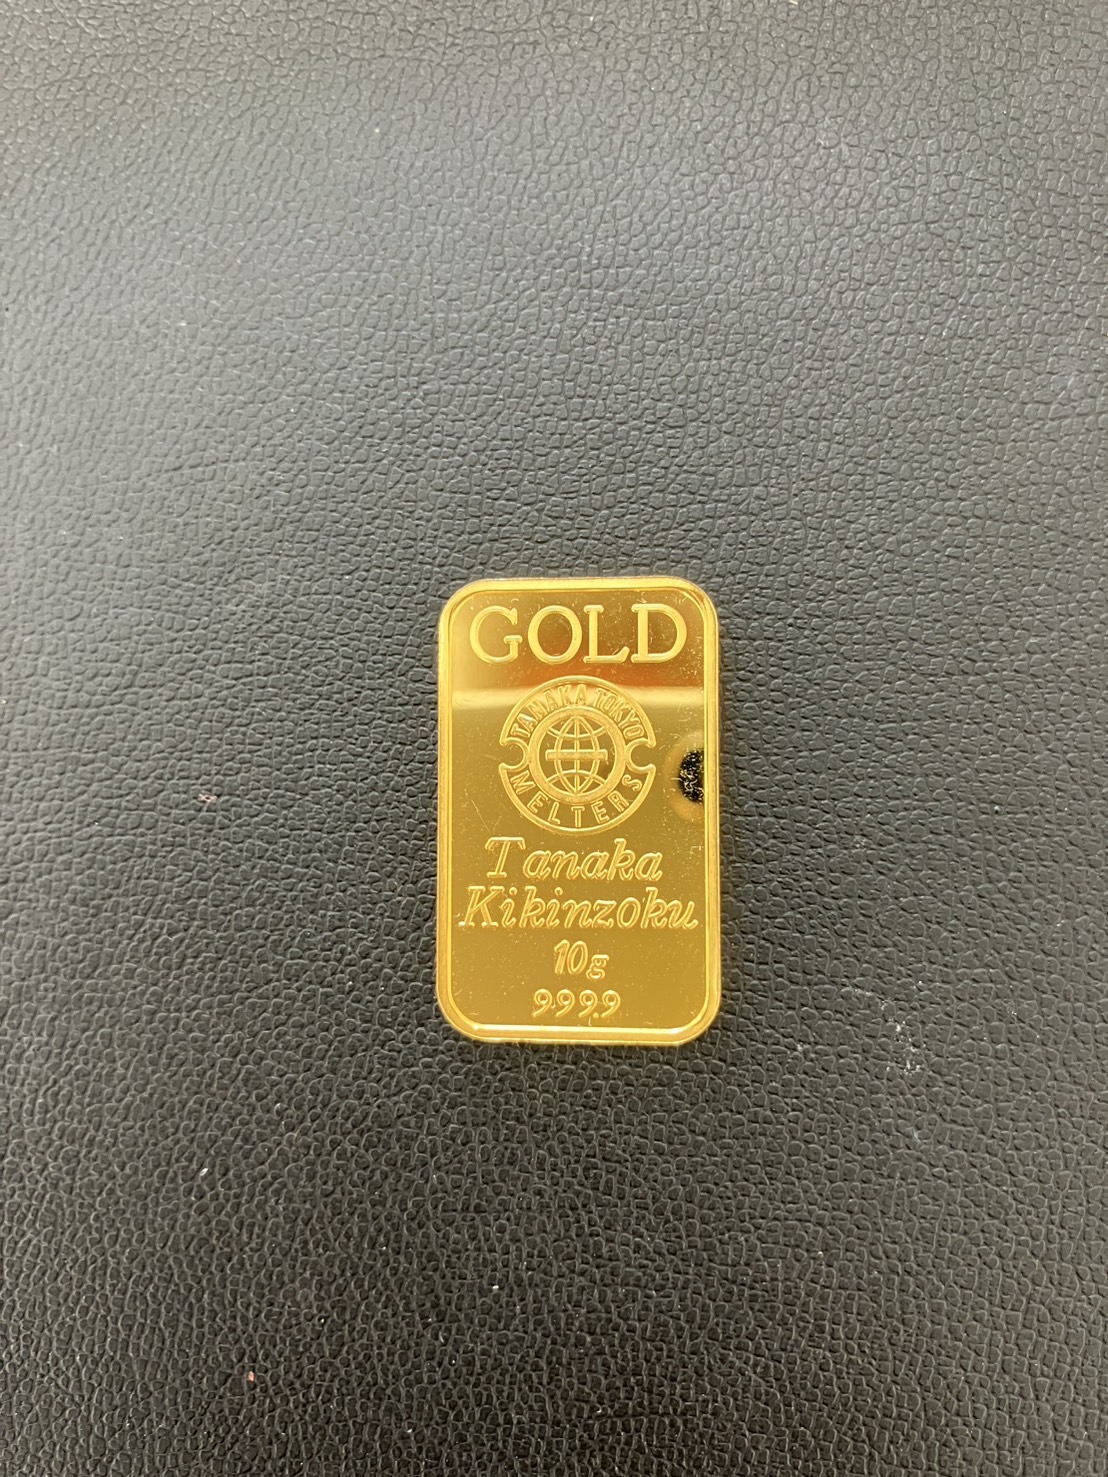 GOLD
TANAKA TOKYO
MELTERS
Tanaka
Kikinzoku
10g
999.9